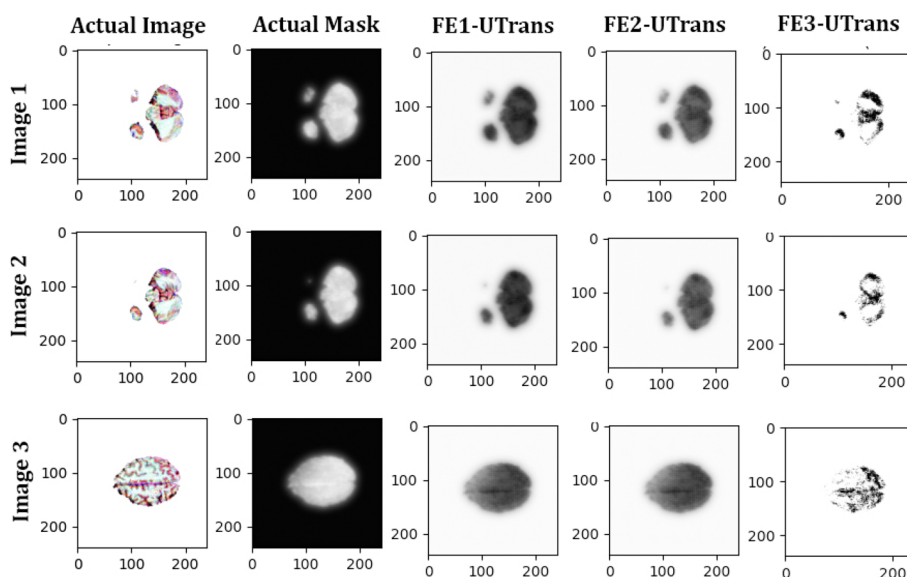 Actual Image Actual Mask FE1-UTrans FE2-UTrans FE3-UTrans
Image 1
0 0 0 0 0
100 100 100 100 100
200 200 200 200 200
0 200 0 100 200 0 100 200 0 100 200 0 200
Image 2
0 0 0 0 0
100 100 100 100 100
200 200 200 200 200
0 100 200 0 100 200 0 100 200 0 100 200 0 200
Image 3
0 0 0 0 0
100 100 100 100 100
200 200 200 200 200
0 100 200 0 100 200 0 100 200 0 100 200 0 200